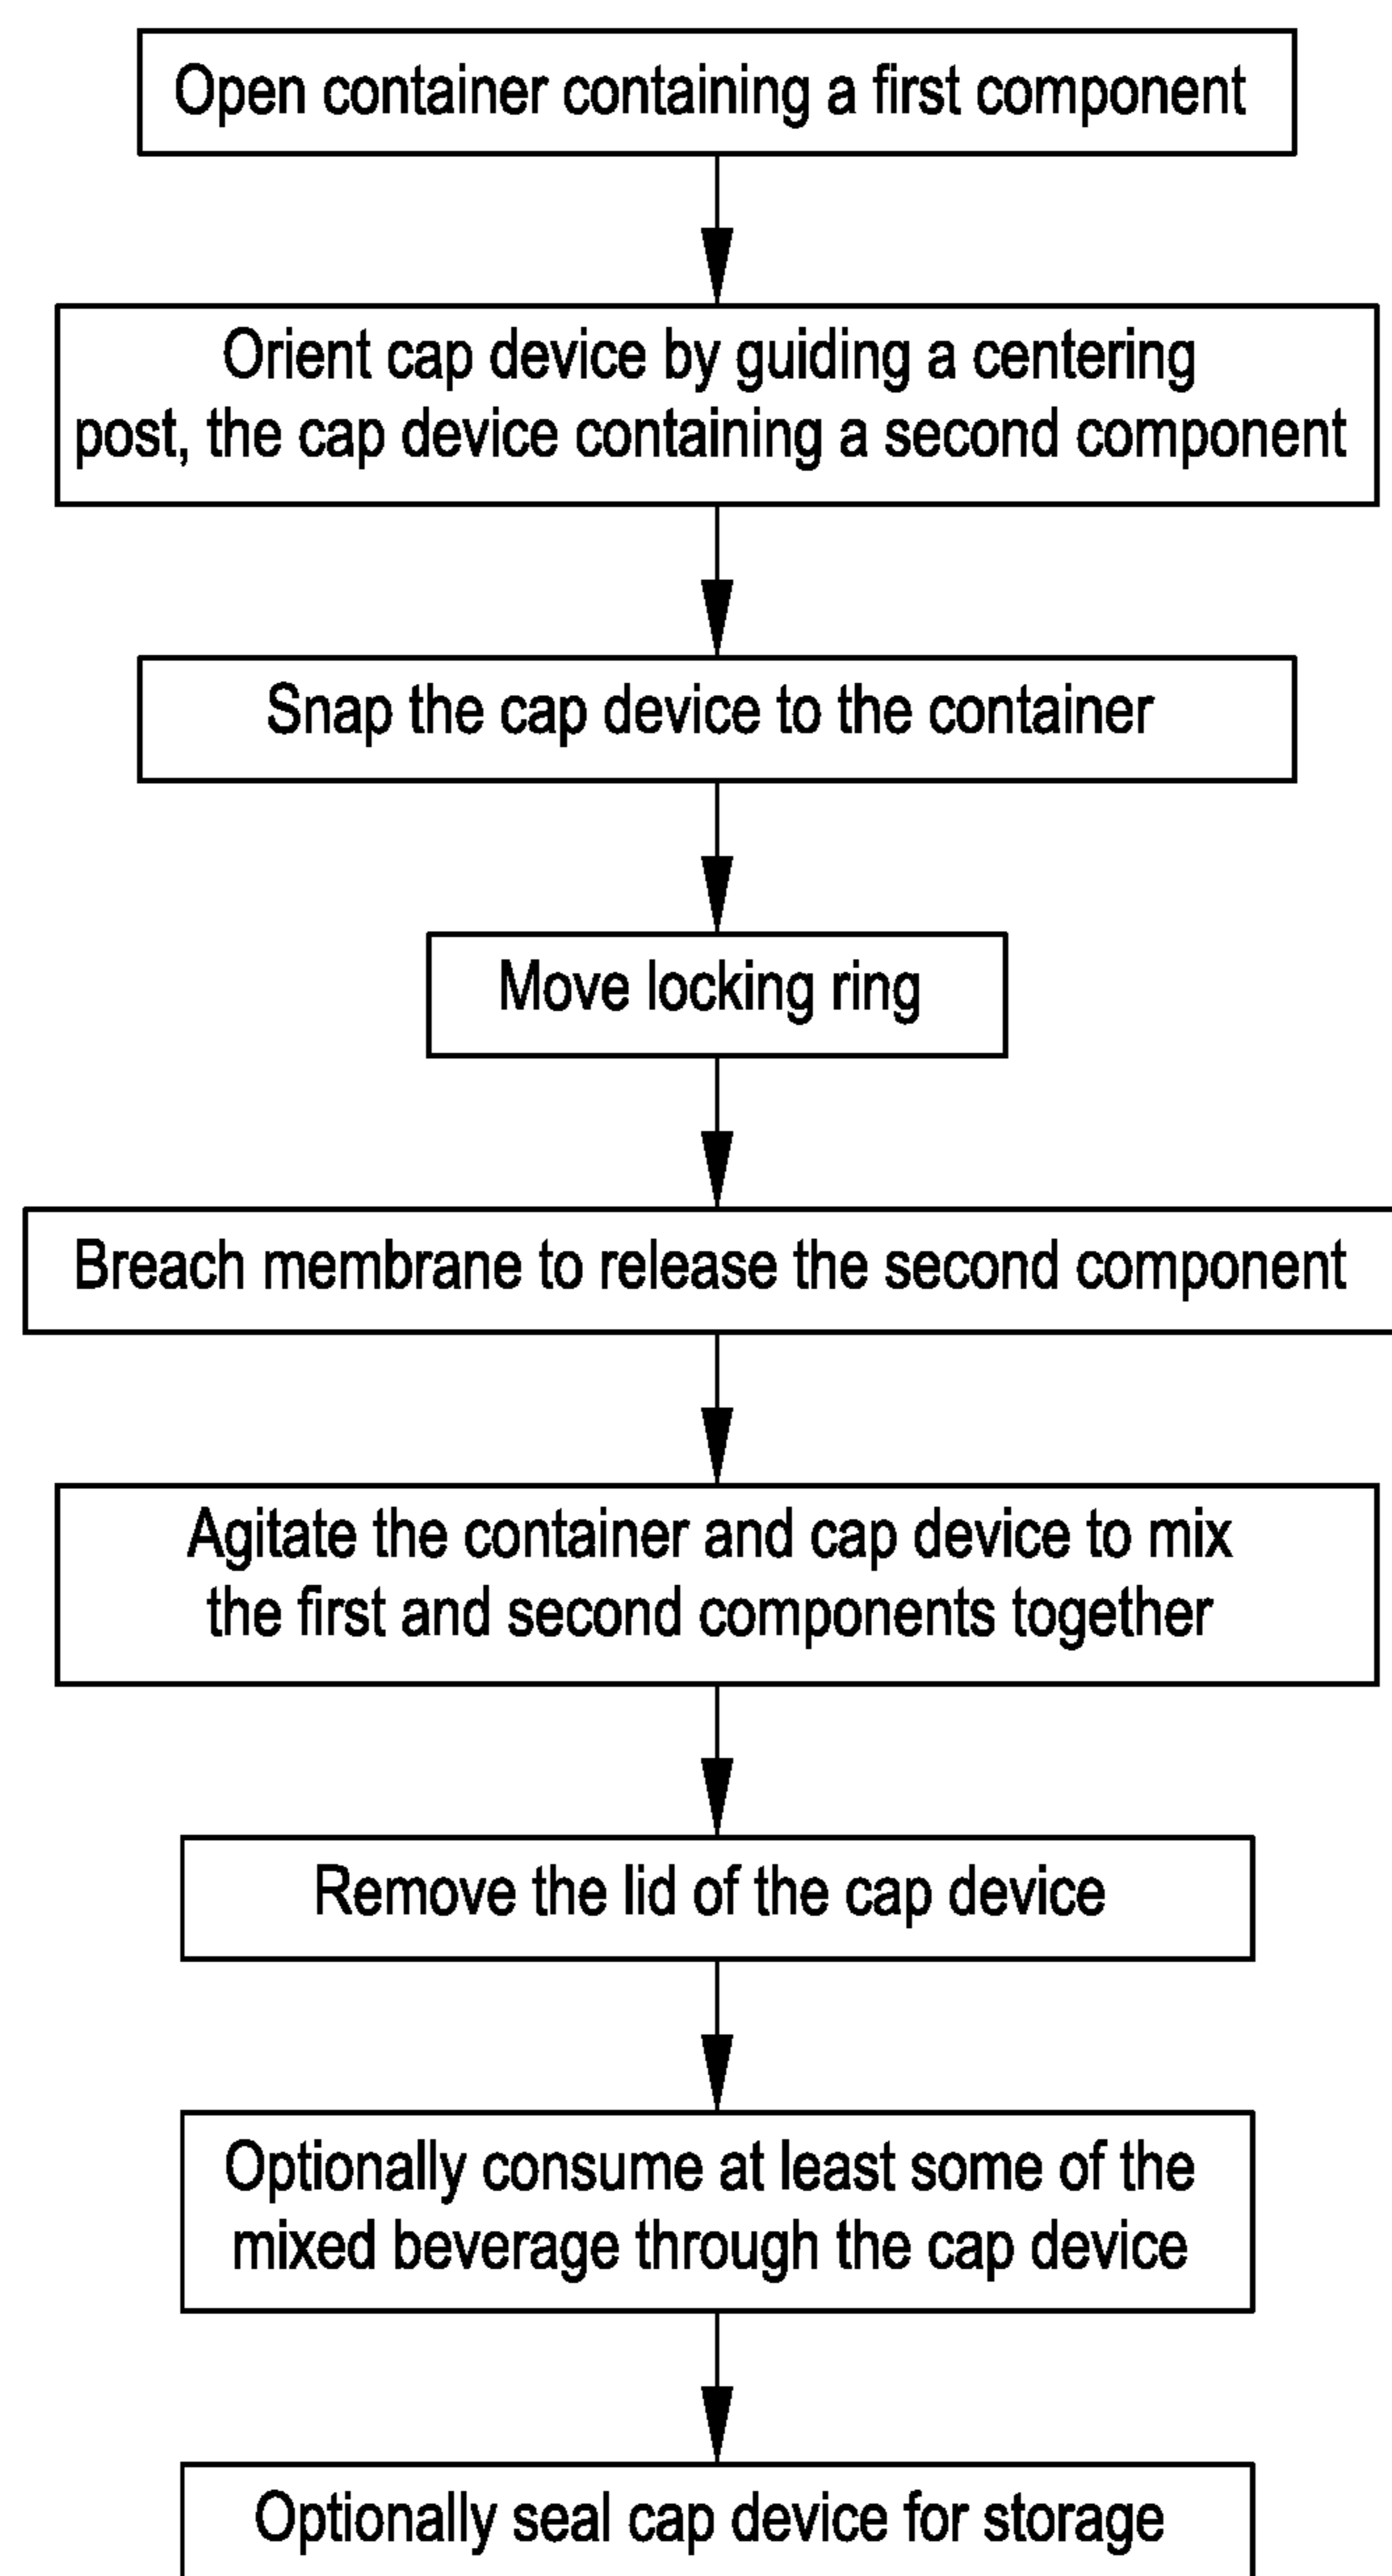 Open container containing a first component
Orient cap device by guiding a centering
post, the cap device containing a second component
Snap the cap device to the container
Move locking ring
Breach membrane to release the second component
Agitate the container and cap device to mix
the first and second components together
Remove the lid of the cap device
Optionally consume at least some of the
mixed beverage through the cap device
Optionally seal cap device for storage